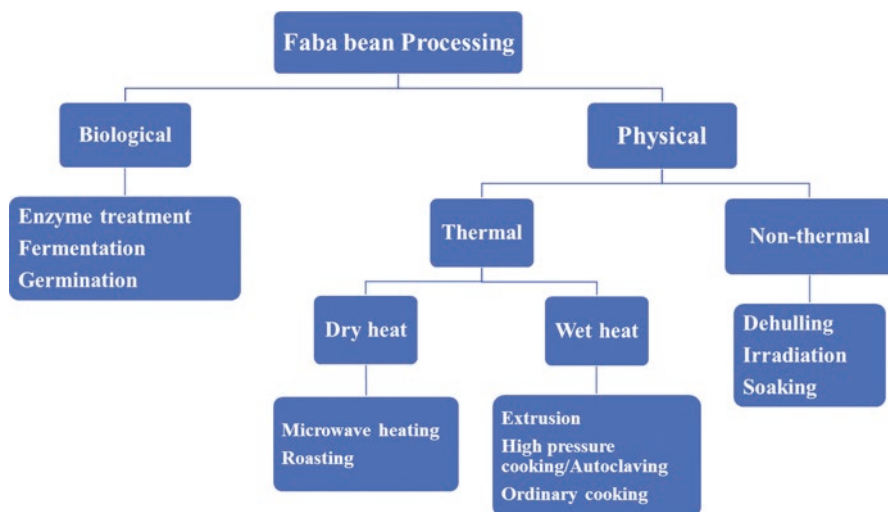 Faba bean Processing
Biological
Physical
Enzyme treatment
Fermentation
Germination
Thermal
Non-thermal
Dry heat
Wet heat
Dehulling
Irradiation
Soaking
Microwave heating
Roasting
Extrusion
High pressure
cooking/Autoclaving
Ordinary cooking